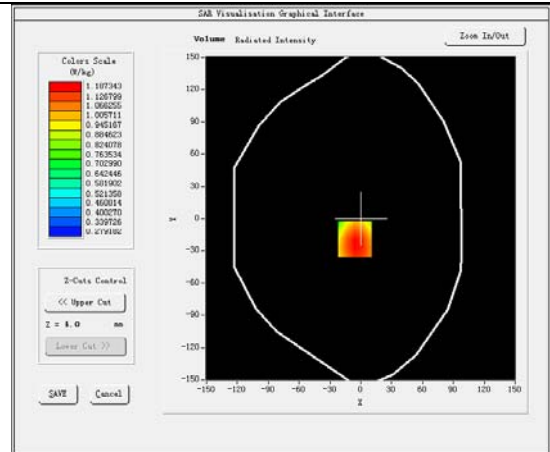 SAR Visualisation Graphical Interface
Volume Radiated Intensity
Zoom In/Out
Colors Scale
(W/kg)
1.187343
1.126799
1.066255
1.005711
0.945167
0.884623
0.824078
0.763534
0.702990
0.642446
0.581902
0.521358
0.460814
0.400270
0.339726
0.279182
Z-Cuts Control
<< Upper Cut
Z = 4.0 mm
Lower Cut >>
SAVE
Cancel
150
120
90
60
30
0
-30
-60
-90
-120
-150
Y
-150 -120 -90 -60 -30 0 30 60 90 120 150
X